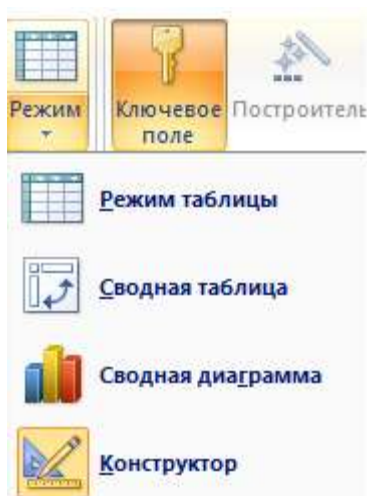 Режим Ключевое Построитель
поле
Режим таблицы
Сводная таблица
Сводная диаграмма
Конструктор